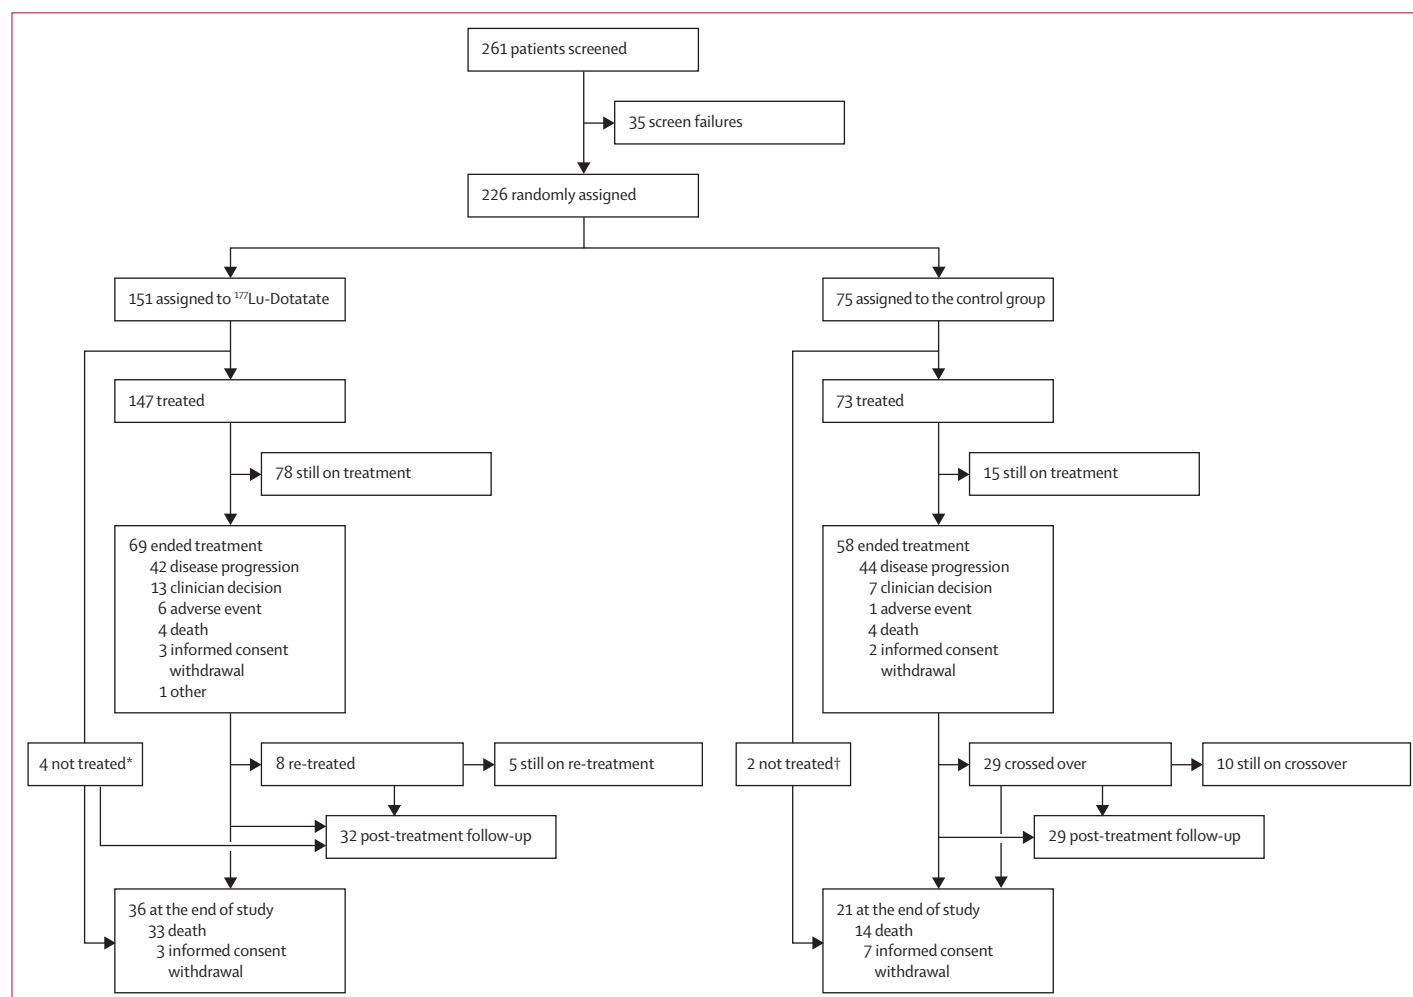 261 patients screened
35 screen failures
226 randomly assigned
151 assigned to ¹⁷⁷Lu-Dotatate
75 assigned to the control group
147 treated
73 treated
78 still on treatment
15 still on treatment
69 ended treatment
42 disease progression
13 clinician decision
6 adverse event
4 death
3 informed consent
withdrawal
1 other
58 ended treatment
44 disease progression
7 clinician decision
1 adverse event
4 death
2 informed consent
withdrawal
4 not treated*
8 re-treated
5 still on re-treatment
2 not treated†
29 crossed over
10 still on crossover
32 post-treatment follow-up
29 post-treatment follow-up
36 at the end of study
33 death
3 informed consent
withdrawal
21 at the end of study
14 death
7 informed consent
withdrawal